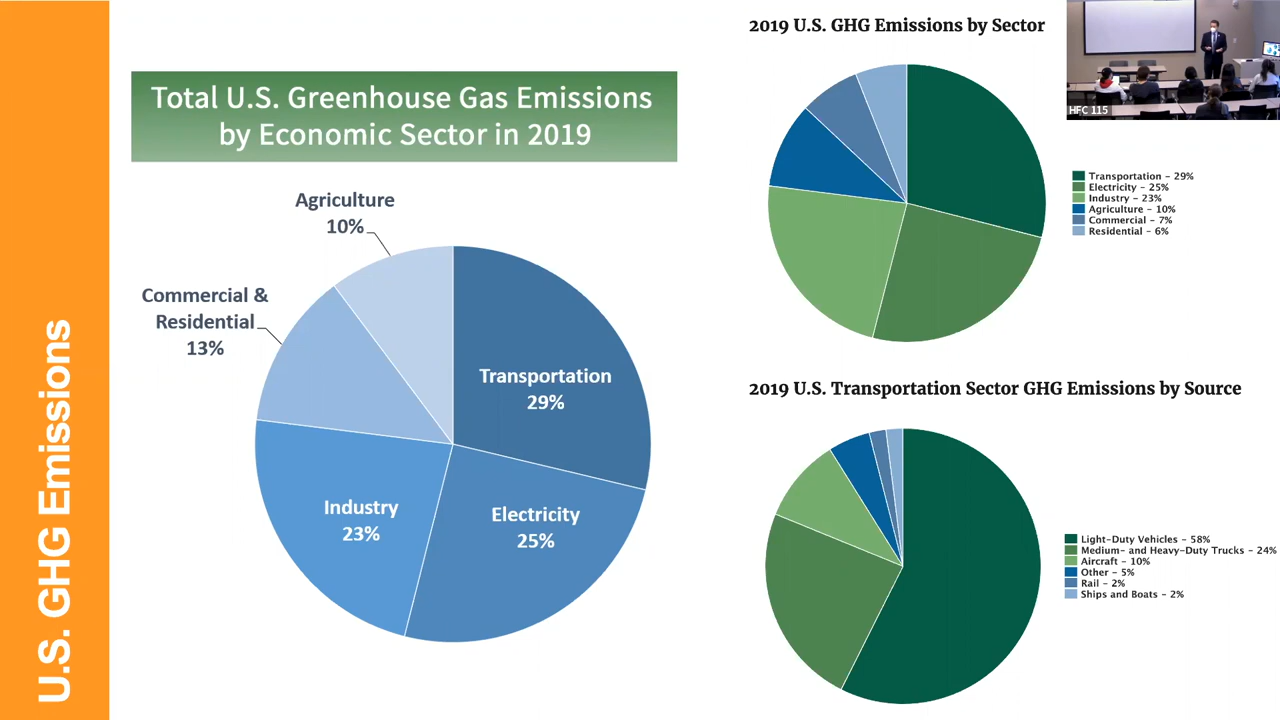 U.S. GHG Emissions
Total U.S. Greenhouse Gas Emissions
by Economic Sector in 2019
Agriculture
10%
Commercial &
Residential
13%
Transportation
29%
Industry
23%
Electricity
25%
2019 U.S. GHG Emissions by Sector
Transportation – 29%
Electricity – 25%
Industry – 23%
Agriculture – 10%
Commercial – 7%
Residential – 6%
2019 U.S. Transportation Sector GHG Emissions by Source
Light-Duty Vehicles – 58%
Medium- and Heavy-Duty Trucks – 24%
Aircraft – 10%
Other – 5%
Rail – 2%
Ships and Boats – 2%
HFC 115